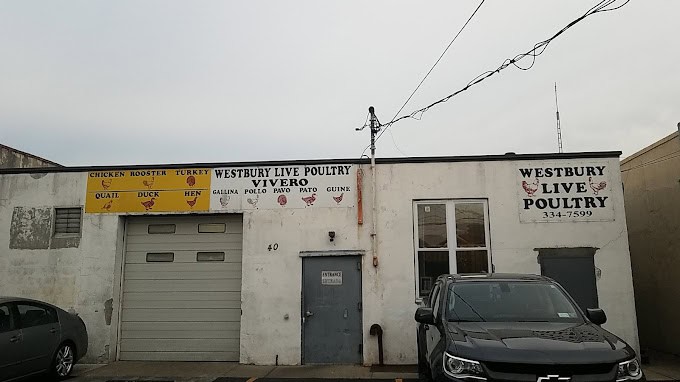 CHICKEN ROOSTER TURKEY
QUAIL DUCK HEN
WESTBURY LIVE POULTRY
VIVERO
GALLINA POLLO PAVO PATO GUINE
WESTBURY
LIVE
POULTRY
334-7599
40
ENTRANCE